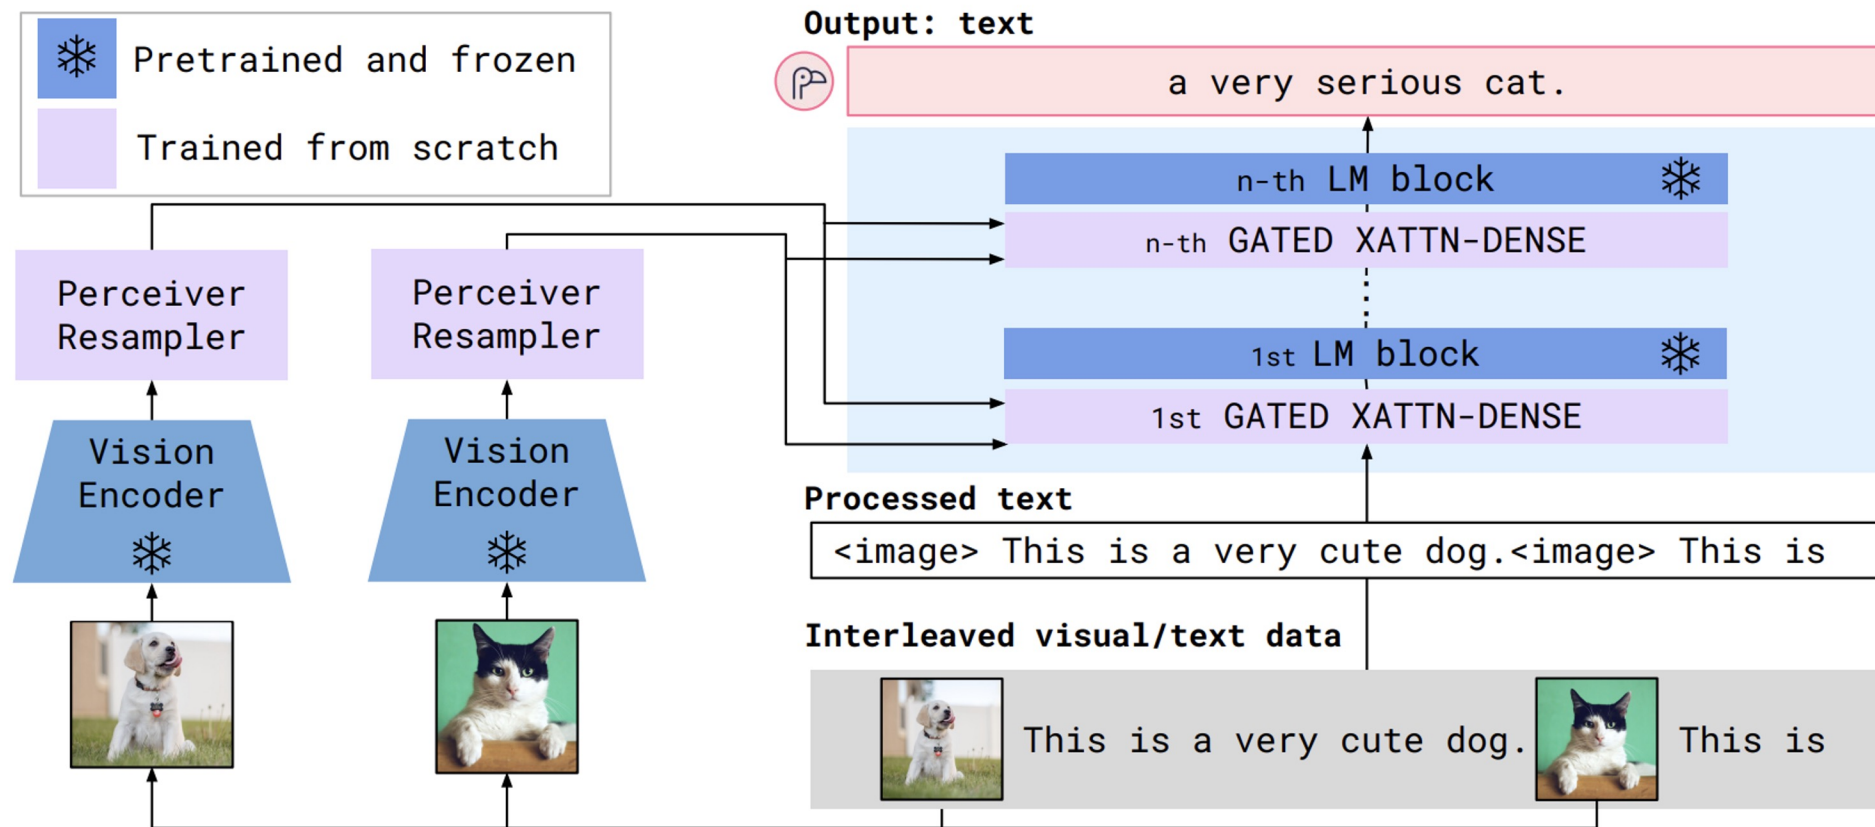 Pretrained and frozen
Trained from scratch
Perceiver
Resampler
Vision
Encoder
Perceiver
Resampler
Vision
Encoder
Output: text
a very serious cat.
n-th LM block
n-th GATED XATTN-DENSE
1st LM block
1st GATED XATTN-DENSE
Processed text
<image> This is a very cute dog.<image> This is
Interleaved visual/text data
This is a very cute dog.
This is